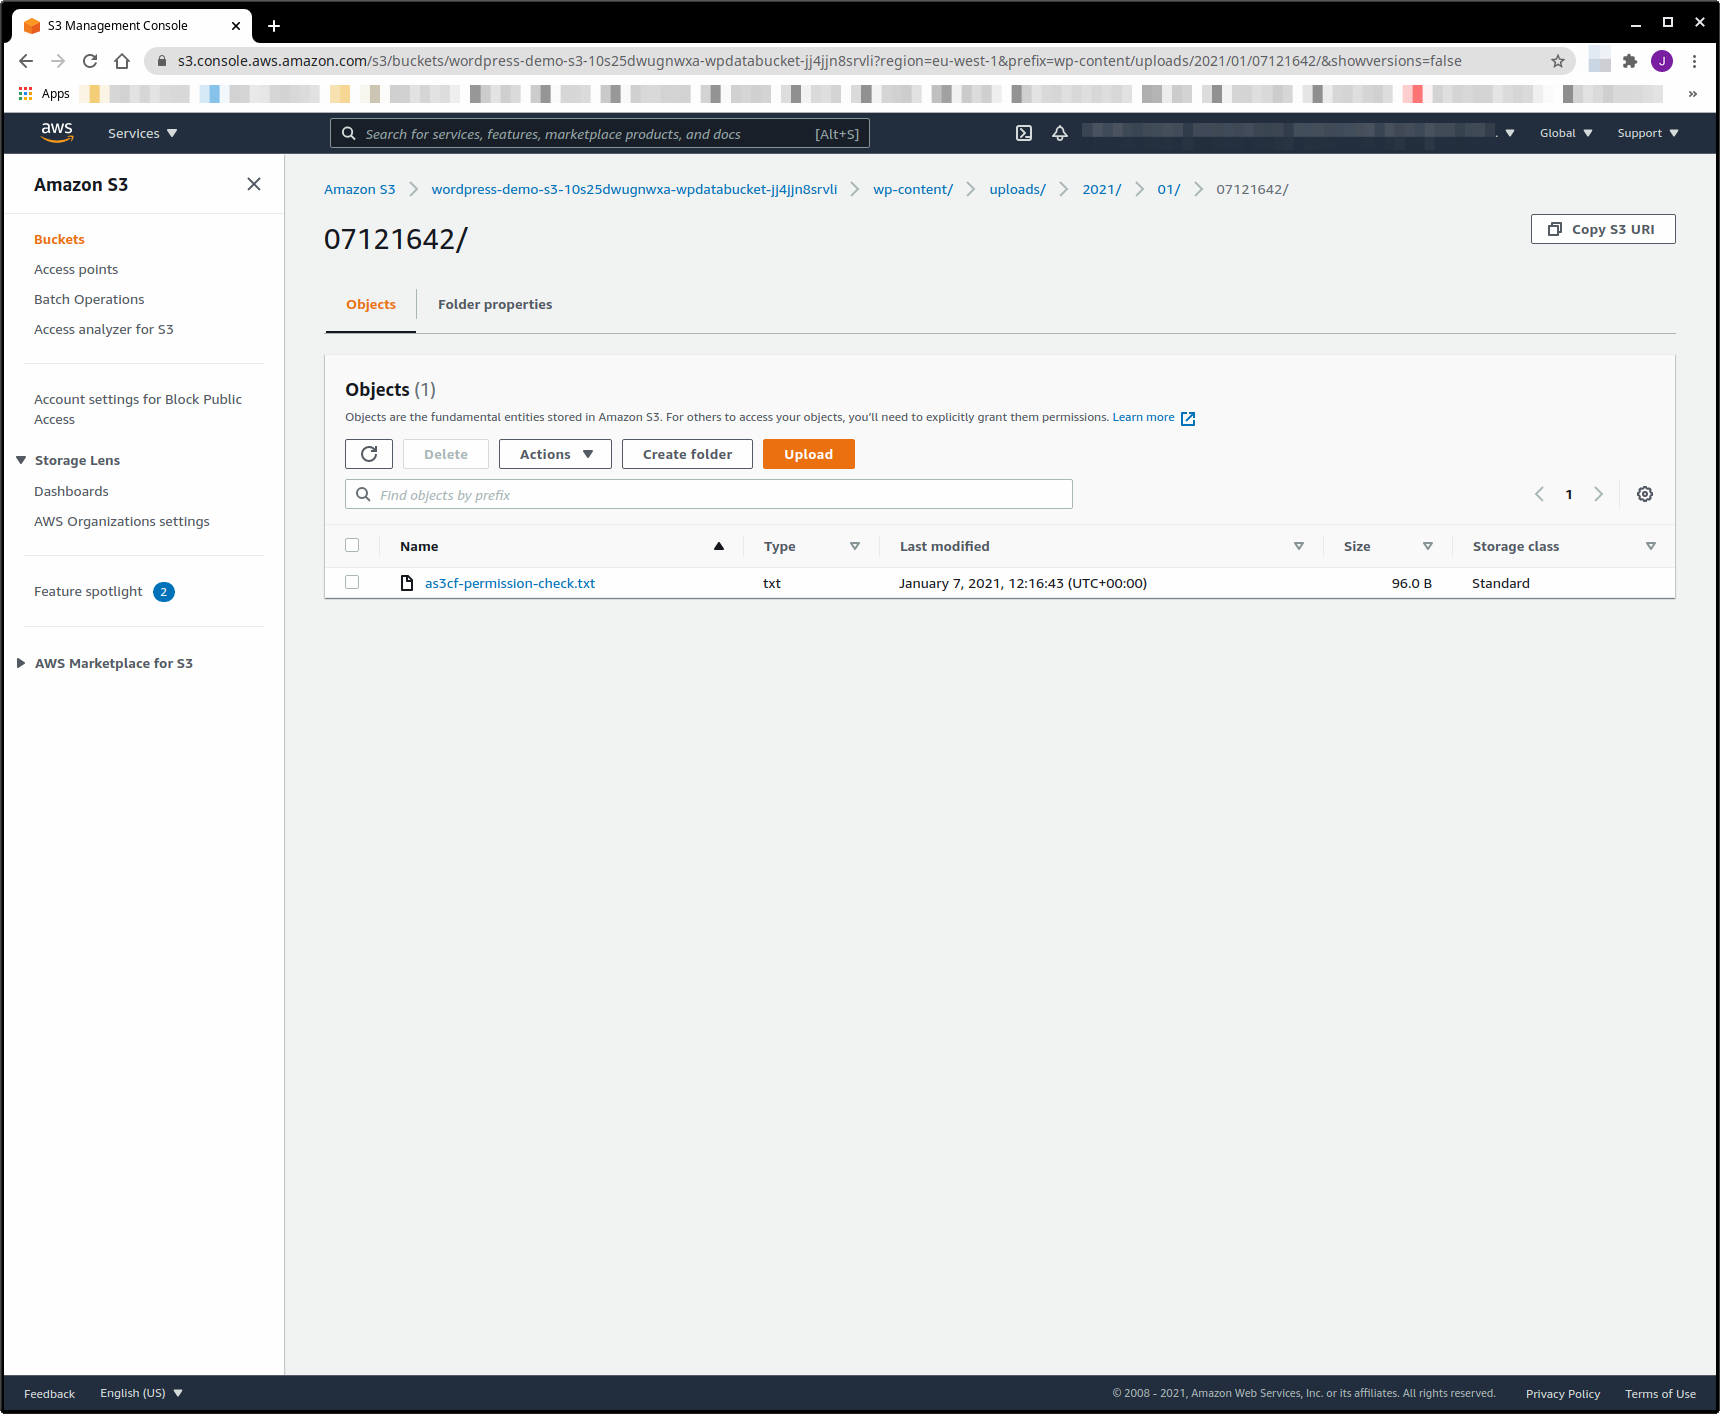 S3 Management Console
s3.console.aws.amazon.com/s3/buckets/wordpress-demo-s3-10s25dwugnwxa-wpdatabucket-jj4jjn8srvli?region=eu-west-1&prefix=wp-content/uploads/2021/01/07121642/&showversions=false
J
Apps
»
aws
Services
Search for services, features, marketplace products, and docs
[Alt+S]
Global
Support
Amazon S3
Buckets
Access points
Batch Operations
Access analyzer for S3
Account settings for Block Public
Access
Storage Lens
Dashboards
AWS Organizations settings
Feature spotlight 2
AWS Marketplace for S3
Amazon S3 > wordpress-demo-s3-10s25dwugnwxa-wpdatabucket-jj4jjn8srvli > wp-content/ > uploads/ > 2021/ > 01/ > 07121642/
07121642/
Copy S3 URI
Objects
Folder properties
Objects (1)
Objects are the fundamental entities stored in Amazon S3. For others to access your objects, you'll need to explicitly grant them permissions. Learn more
Delete
Actions
Create folder
Upload
Find objects by prefix
1
Name Type Last modified Size Storage class
as3cf-permission-check.txt txt January 7, 2021, 12:16:43 (UTC+00:00) 96.0 B Standard
Feedback
English (US)
© 2008 - 2021, Amazon Web Services, Inc. or its affiliates. All rights reserved.
Privacy Policy
Terms of Use